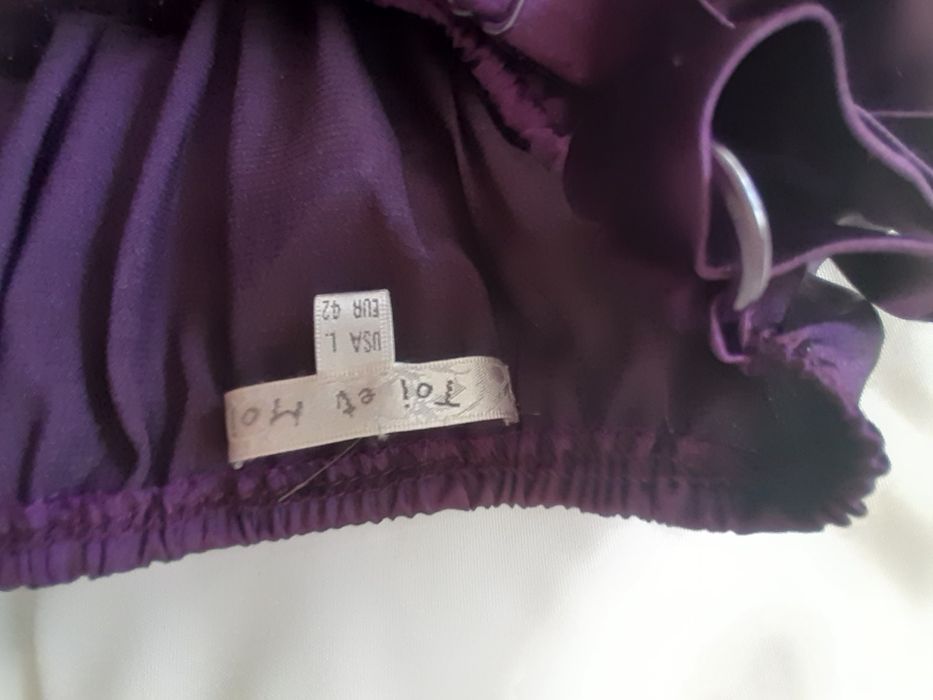 Toi et Moi
USA L
EUR 42